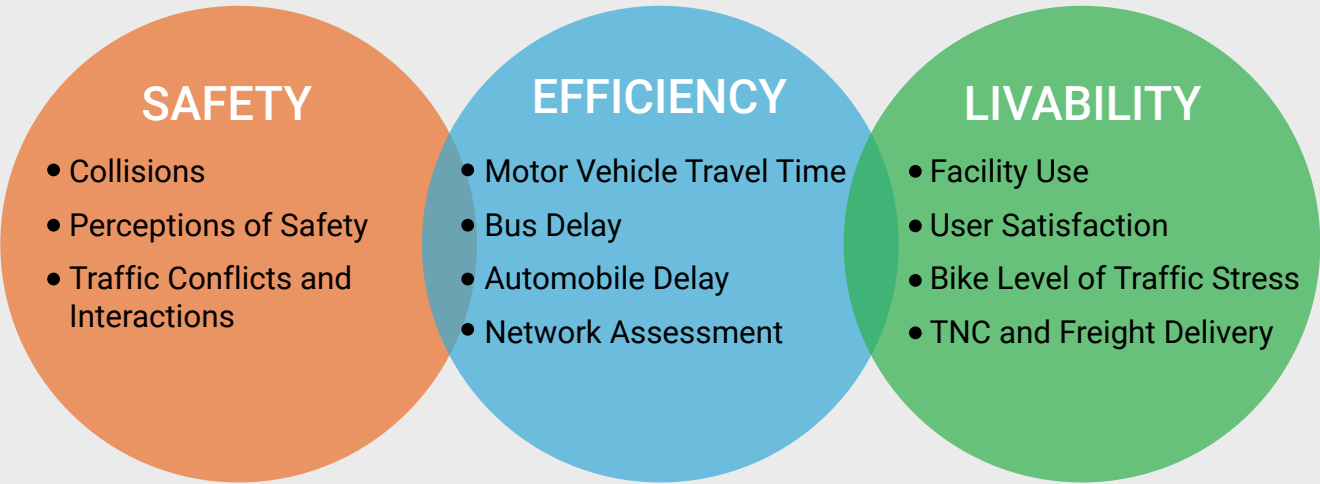 SAFETY
• Collisions
• Perceptions of Safety
• Traffic Conflicts and
Interactions
EFFICIENCY
• Motor Vehicle Travel Time
• Bus Delay
• Automobile Delay
• Network Assessment
LIVABILITY
• Facility Use
• User Satisfaction
• Bike Level of Traffic Stress
• TNC and Freight Delivery